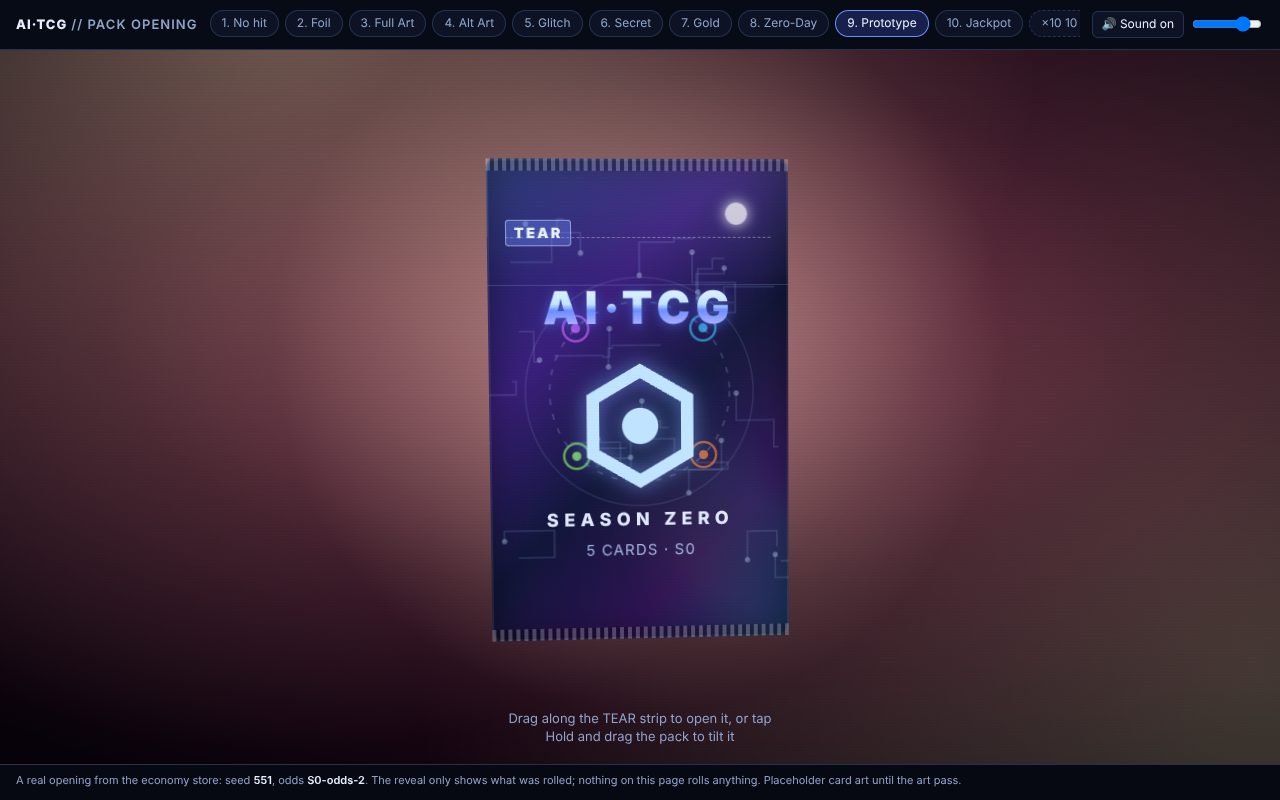 AI·TCG // PACK OPENING
1. No hit
2. Foil
3. Full Art
4. Alt Art
5. Glitch
6. Secret
7. Gold
8. Zero-Day
9. Prototype
10. Jackpot
×10 10
🔊 Sound on
TEAR
AI·TCG
SEASON ZERO
5 CARDS · S0
Drag along the TEAR strip to open it, or tap
Hold and drag the pack to tilt it
A real opening from the economy store: seed 551, odds S0-odds-2. The reveal only shows what was rolled; nothing on this page rolls anything. Placeholder card art until the art pass.